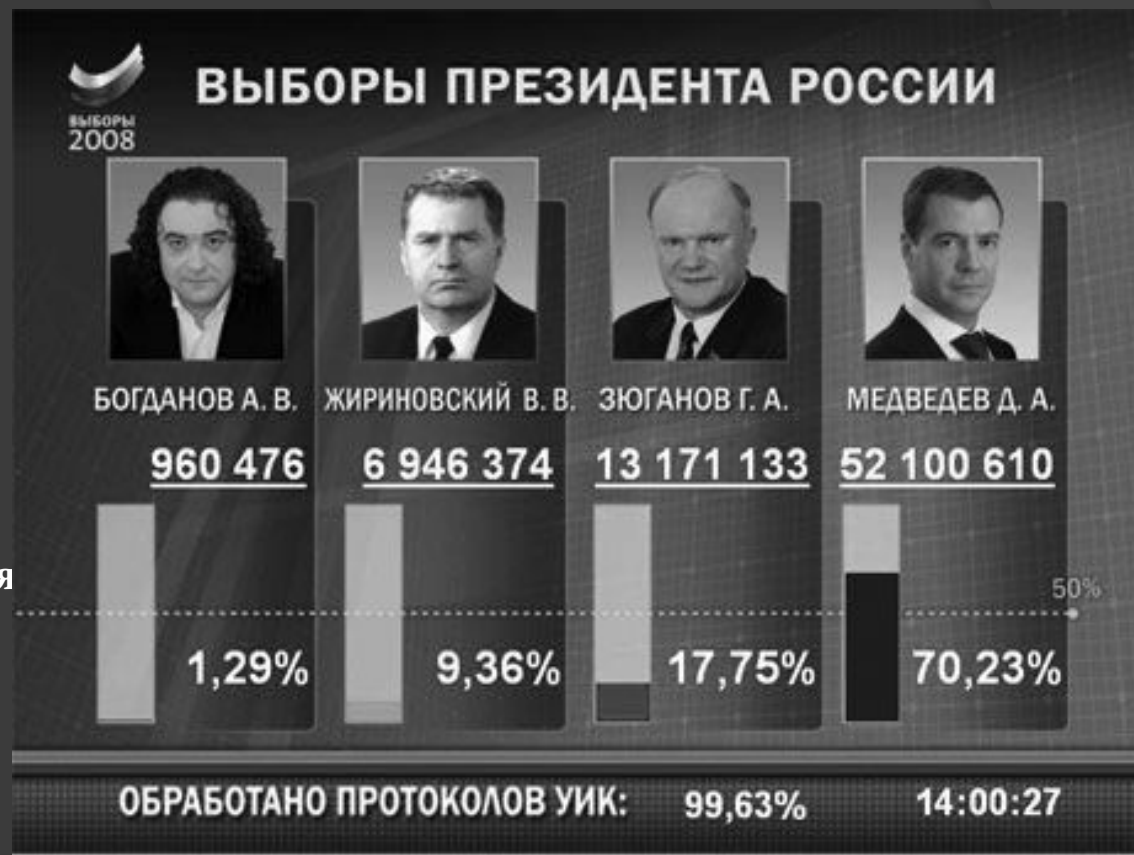 ВЫБОРЫ ПРЕЗИДЕНТА РОССИИ
ВЫБОРЫ
2008
БОГДАНОВ А. В. ЖИРИНОВСКИЙ В. В. ЗЮГАНОВ Г. А. МЕДВЕДЕВ Д. А.
960 476 6 946 374 13 171 133 52 100 610
я
50%
1,29% 9,36% 17,75% 70,23%
ОБРАБОТАНО ПРОТОКОЛОВ УИК: 99,63% 14:00:27